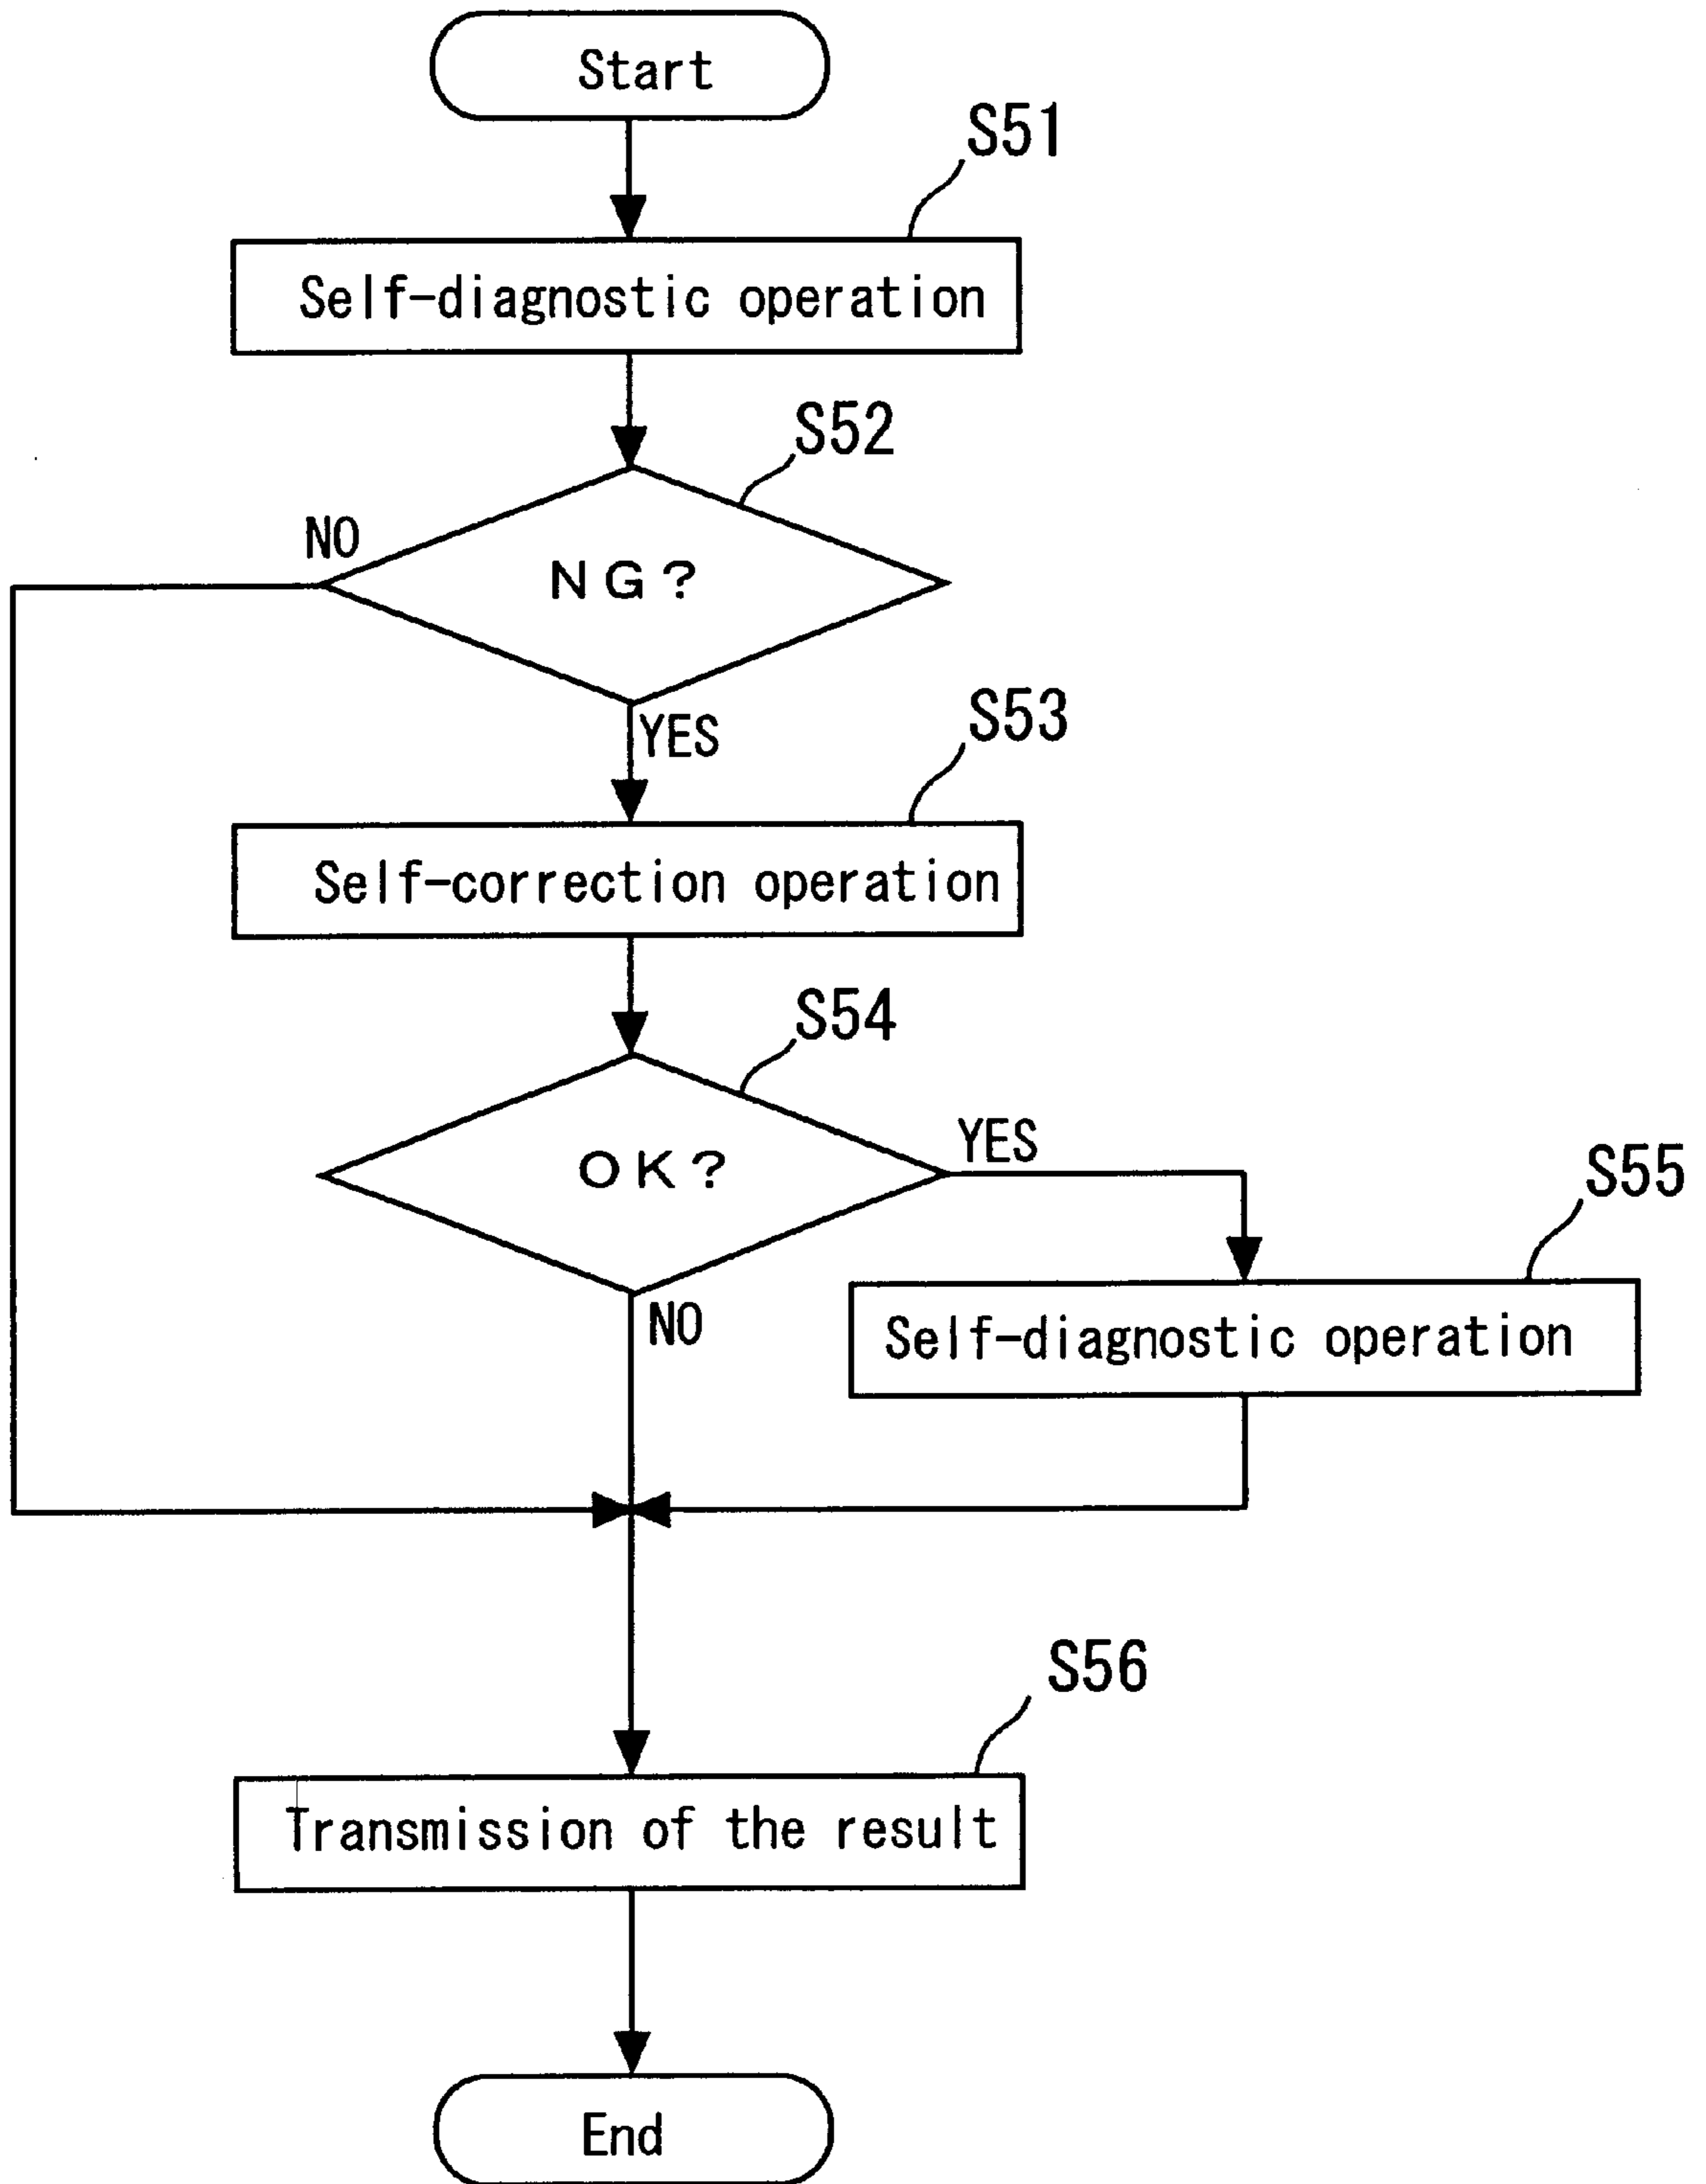 Start
S51
Self-diagnostic operation
S52
NO
NG?
YES
S53
Self-correction operation
S54
OK?
YES
S55
NO
Self-diagnostic operation
S56
Transmission of the result
End